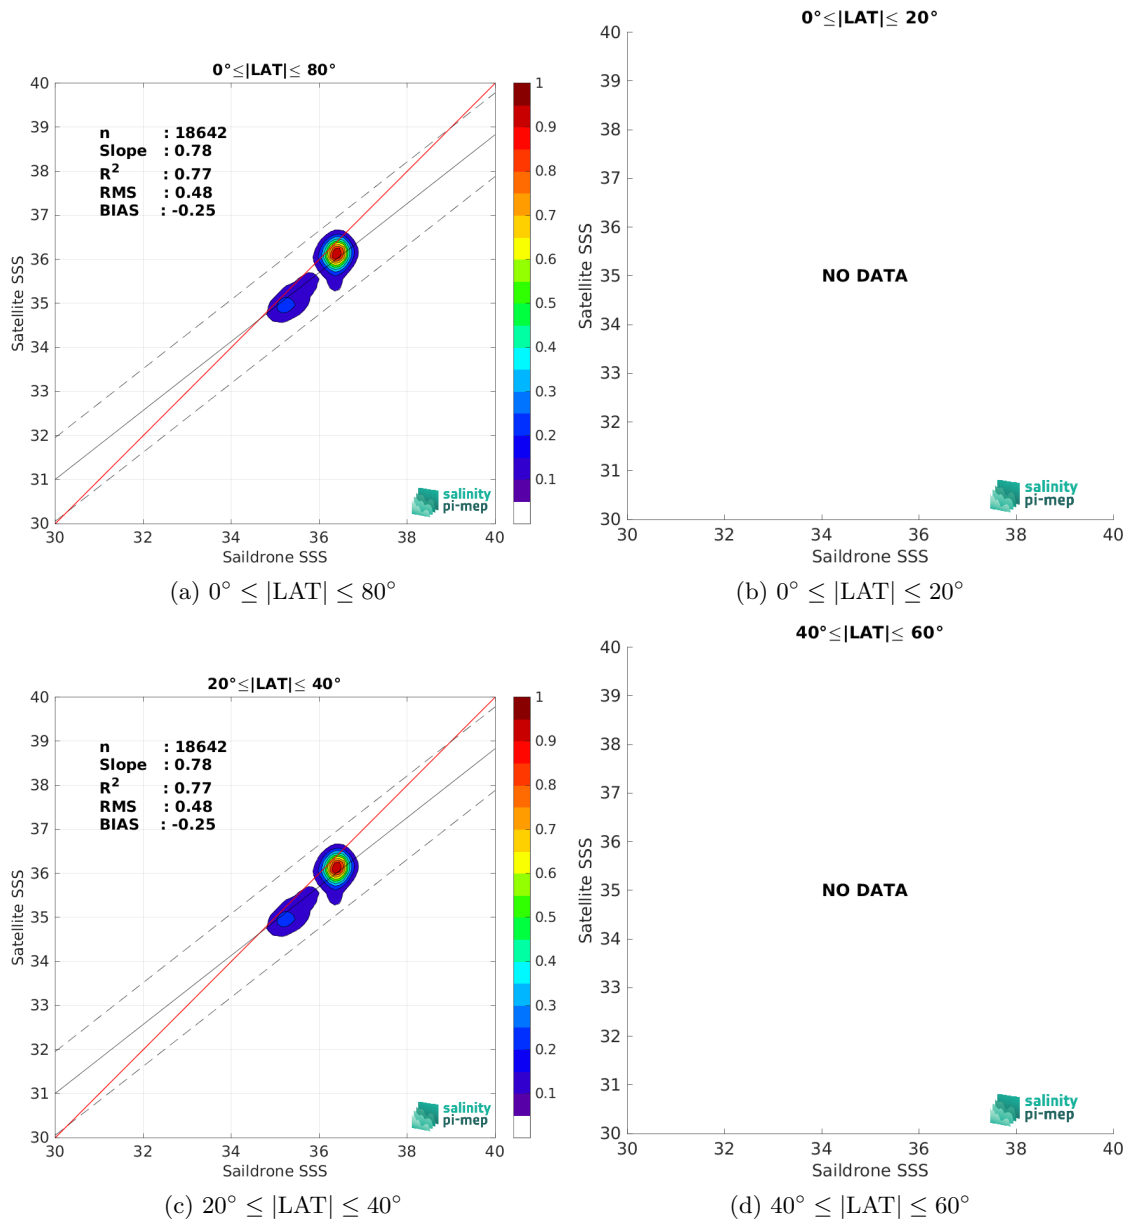 0°≤|LAT|≤ 80°
40
39
38
37
36
35
34
33
32
31
30
30
32
34
36
38
40
Satellite SSS
Saildrone SSS
n : 18642
Slope : 0.78
R² : 0.77
RMS : 0.48
BIAS : -0.25
salinity
pi-mep
1
0.9
0.8
0.7
0.6
0.5
0.4
0.3
0.2
0.1
(a) 0° ≤ |LAT| ≤ 80°
0°≤|LAT|≤ 20°
40
39
38
37
36
35
34
33
32
31
30
30
32
34
36
38
40
Satellite SSS
Saildrone SSS
NO DATA
salinity
pi-mep
(b) 0° ≤ |LAT| ≤ 20°
20°≤|LAT|≤ 40°
40
39
38
37
36
35
34
33
32
31
30
30
32
34
36
38
40
Satellite SSS
Saildrone SSS
n : 18642
Slope : 0.78
R² : 0.77
RMS : 0.48
BIAS : -0.25
salinity
pi-mep
1
0.9
0.8
0.7
0.6
0.5
0.4
0.3
0.2
0.1
(c) 20° ≤ |LAT| ≤ 40°
40°≤|LAT|≤ 60°
40
39
38
37
36
35
34
33
32
31
30
30
32
34
36
38
40
Satellite SSS
Saildrone SSS
NO DATA
salinity
pi-mep
(d) 40° ≤ |LAT| ≤ 60°